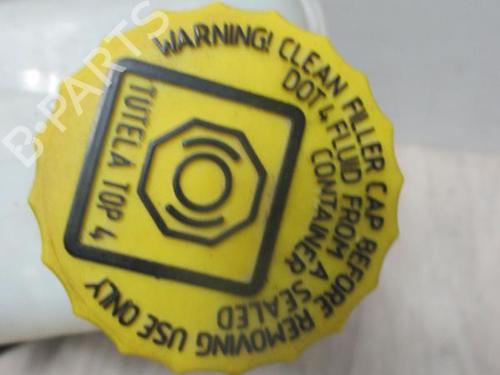 WARNING! CLEAN FILLER CAP BEFORE REMOVING USE ONLY
DOT 4 FLUID FROM A SEALED
CONTAINER
TUTELA TOP 4
B-PARTS